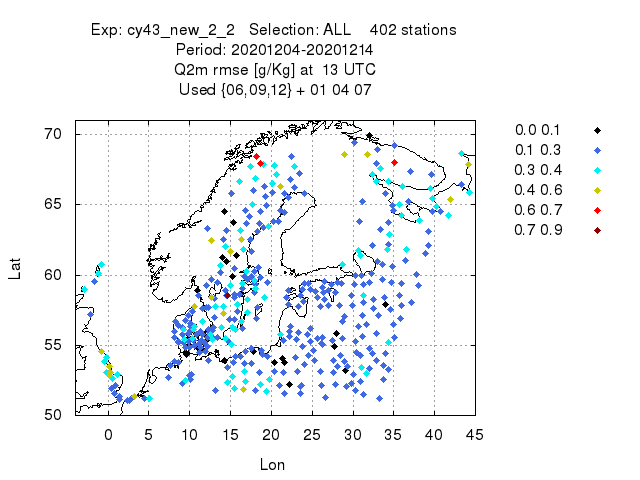 Exp: cy43_new_2_2   Selection: ALL    402 stations
Period: 20201204-20201214
Q2m rmse [g/Kg] at  13 UTC
Used {06,09,12} + 01 04 07
0.0 0.1
0.1 0.3
0.3 0.4
0.4 0.6
0.6 0.7
0.7 0.9
70
65
60
55
50
Lat
0 5 10 15 20 25 30 35 40 45
Lon